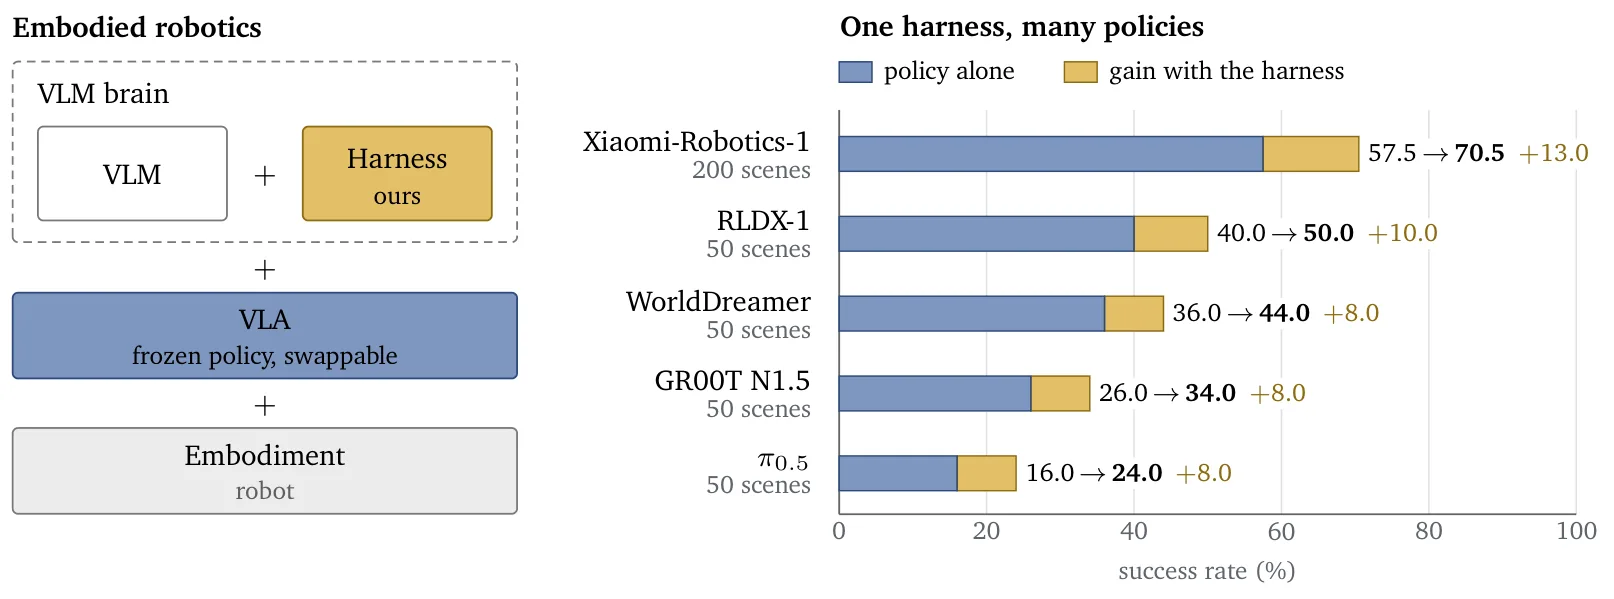 Embodied robotics
VLM brain
VLM
+
Harness
ours
+
VLA
frozen policy, swappable
+
Embodiment
robot
One harness, many policies
policy alone
gain with the harness
Xiaomi-Robotics-1
200 scenes
57.5 → 70.5 +13.0
RLDX-1
50 scenes
40.0 → 50.0 +10.0
WorldDreamer
50 scenes
36.0 → 44.0 +8.0
GR00T N1.5
50 scenes
26.0 → 34.0 +8.0
π0.5
50 scenes
16.0 → 24.0 +8.0
0 20 40 60 80 100
success rate (%)